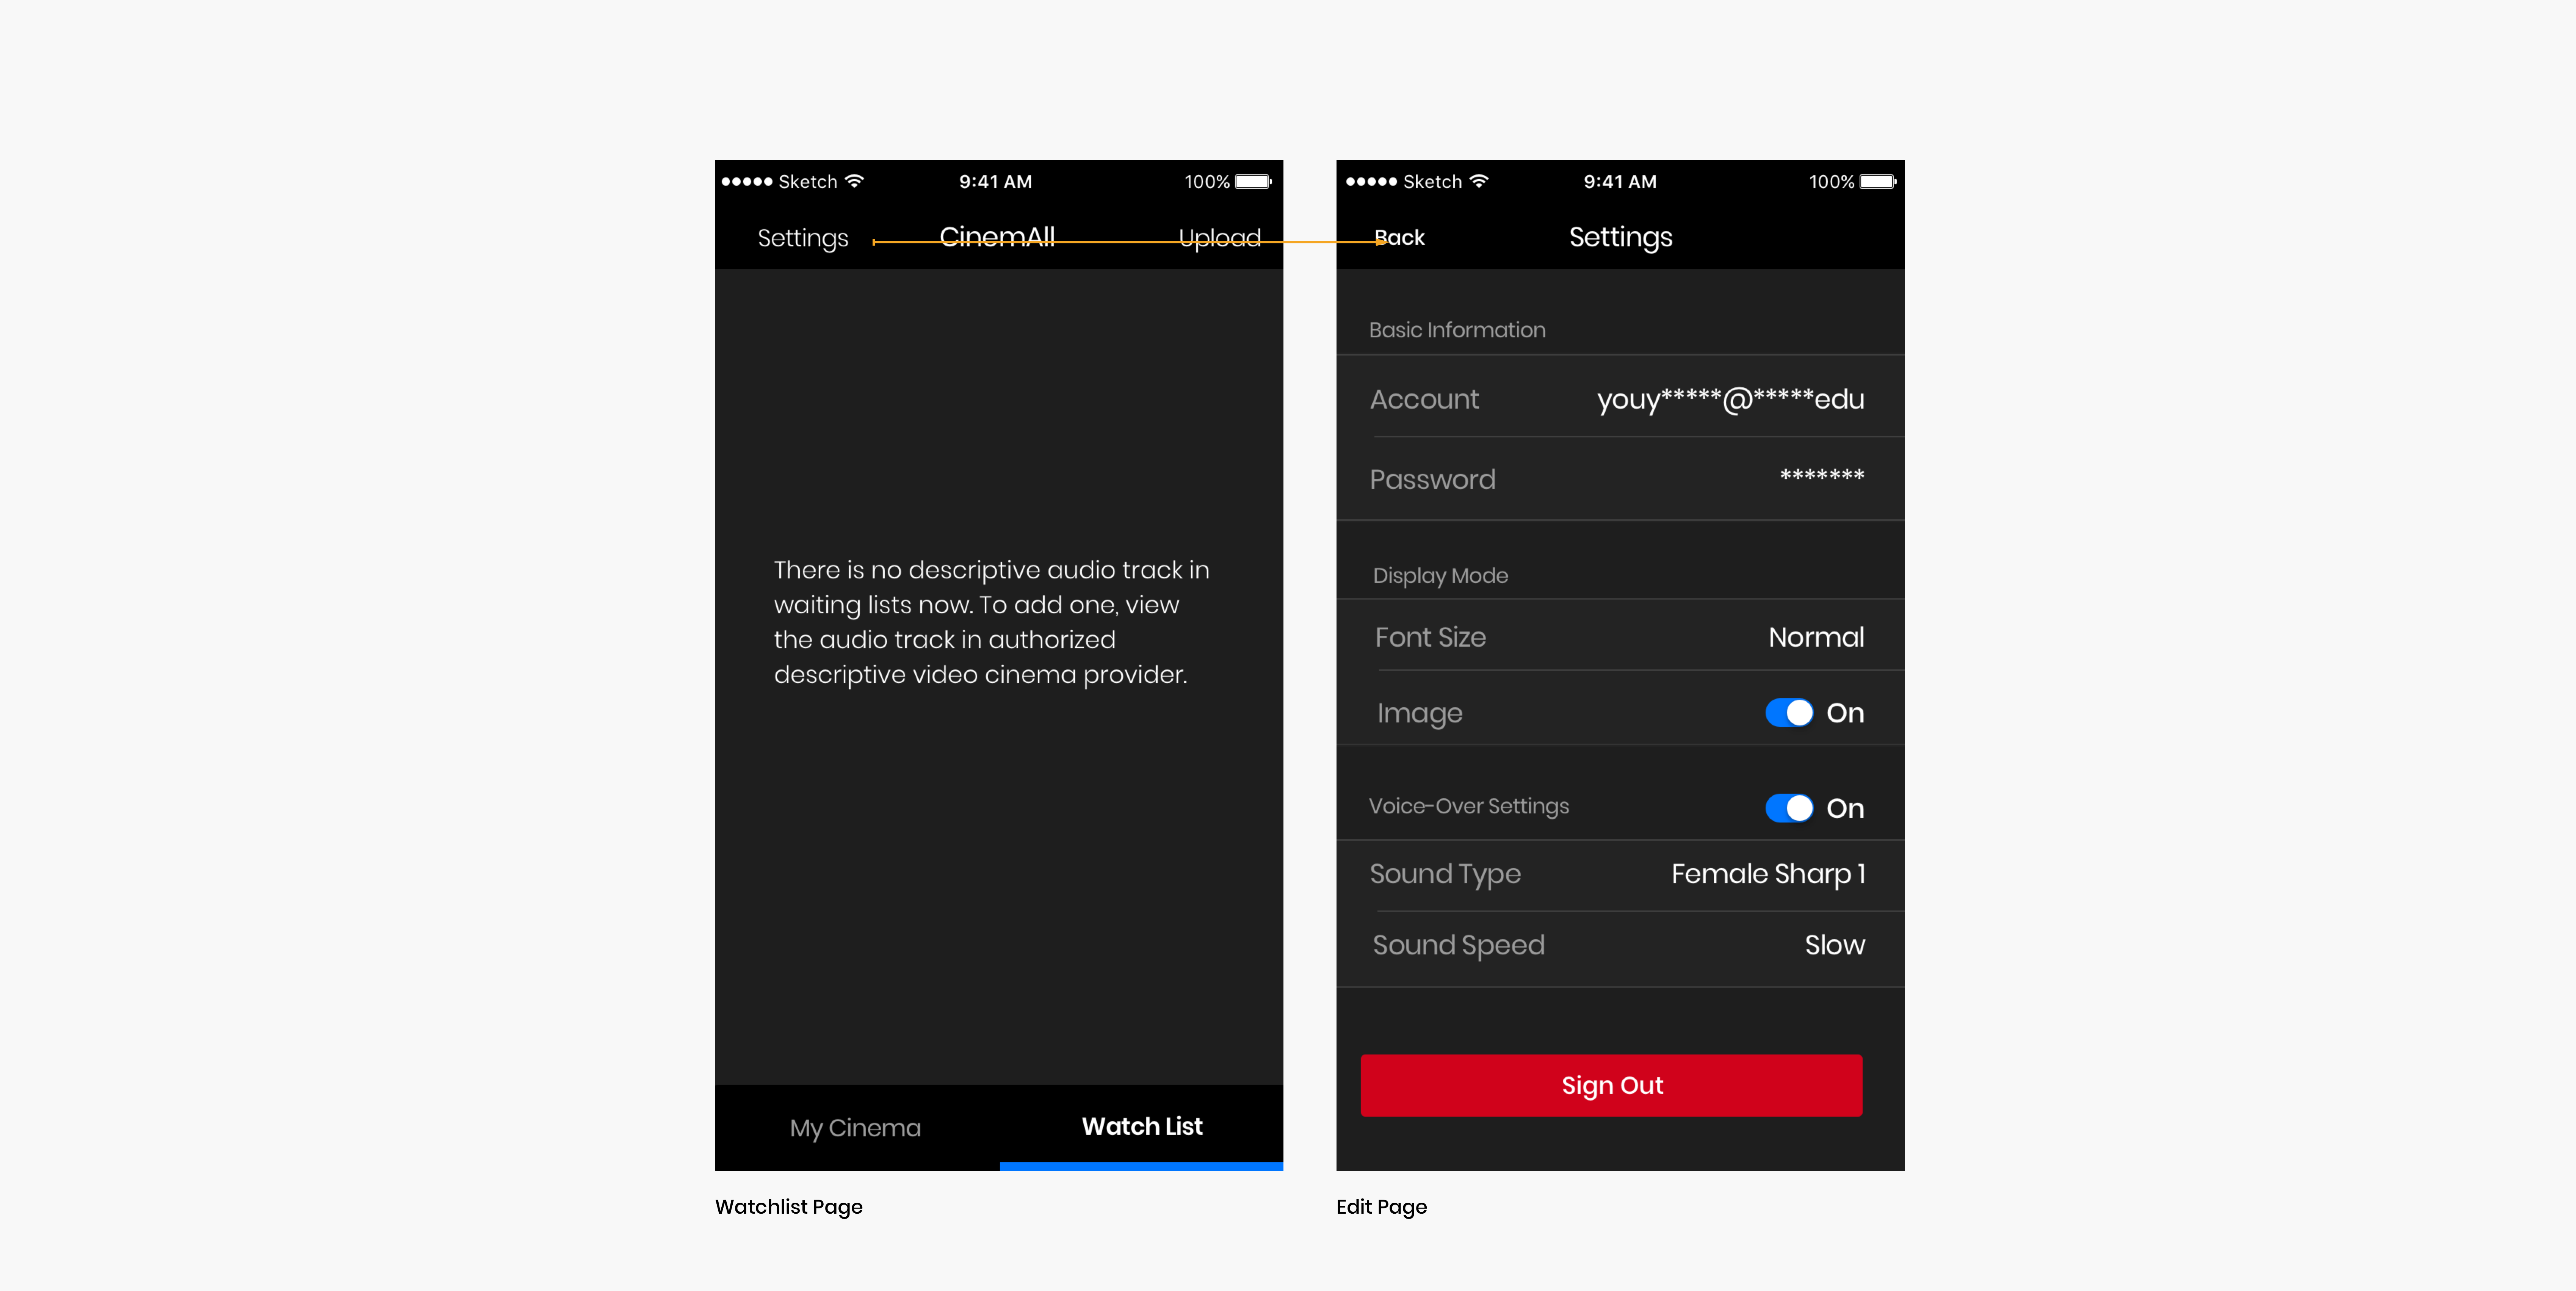 Sketch 9:41 AM 100%
Settings CinemAll Upload
There is no descriptive audio track in
waiting lists now. To add one, view
the audio track in authorized
descriptive video cinema provider.
My Cinema Watch List
Watchlist Page
Sketch 9:41 AM 100%
Back Settings
Basic Information
Account youy*****@*****edu
Password *******
Display Mode
Font Size Normal
Image On
Voice-Over Settings On
Sound Type Female Sharp 1
Sound Speed Slow
Sign Out
Edit Page